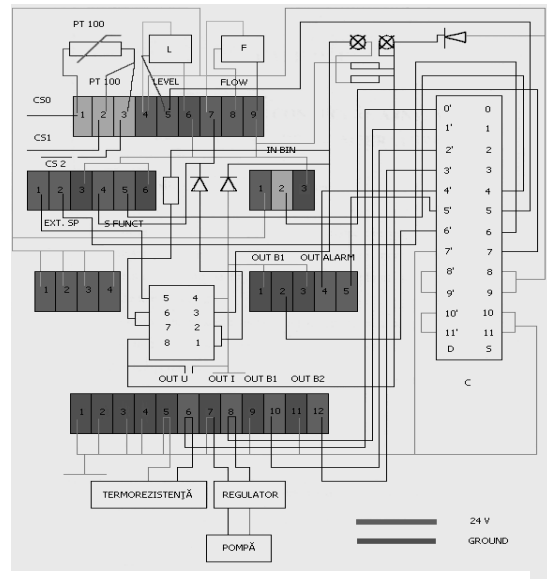 PT 100
L
F
PT 100 LEVEL FLOW
CS0
1 2 3 4 5 6 7 8 9
CS1
CS 2
IN BIN
1 2 3 4 5 6
1 2 3
EXT. SP S FUNCT
OUT B1 OUT ALARM
1 2 3 4
1 2 3 4 5
5 4
6 3
7 2
8 1
0' 0
1' 1
2' 2
3' 3
4' 4
5' 5
6' 6
7' 7
8' 8
9' 9
10' 10
11' 11
D S
C
OUT U OUT I OUT B1 OUT B2
1 2 3 4 5 6 7 8 9 10 11 12
TERMOREZISTENŢĂ
REGULATOR
POMPĂ
24 V
GROUND